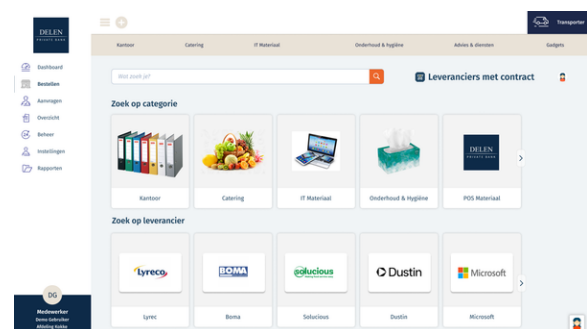 DELEN
PRIVATE BANK
Transporter
Kantoor
Catering
IT Materiaal
Onderhoud & hygiëne
Advies & diensten
Gadgets
Dashboard
Bestellen
Aanvragen
Overzicht
Beheer
Instellingen
Rapporten
Wat zoek je?
Leveranciers met contract
Zoek op categorie
DELEN
PRIVATE BANK
Kantoor
Catering
IT Materiaal
Onderhoud & Hygiëne
POS Materiaal
Zoek op leverancier
Lyreco
BOMA
solucious
Dustin
Microsoft
Lyrec
Boma
Solucious
Dustin
Microsoft
DG
Medewerker
Demo Gebruiker